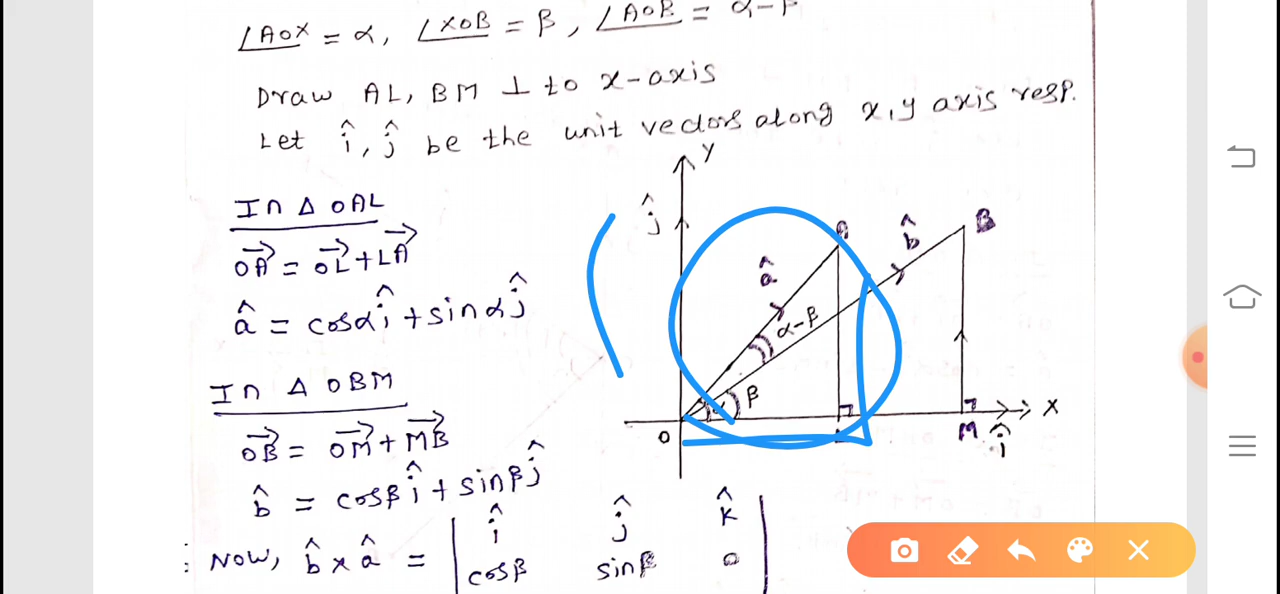 ∠AOX = α, ∠XOB = β, ∠AOB = α-β
Draw AL, BM ⊥ to x-axis
Let î, ĵ be the unit vectors along x, y axis resp.
In Δ OAL
OA→ = OL→ + LA→
â = cosα î + sinα ĵ
In Δ OBM
OB→ = OM→ + MB→
b̂ = cosβ î + sinβ ĵ
Now, b̂ x â = | î ĵ k̂ |
cosβ sinβ 0
Y
ĵ
A
B
â
b̂
α-β
α
β
O
M
X
î